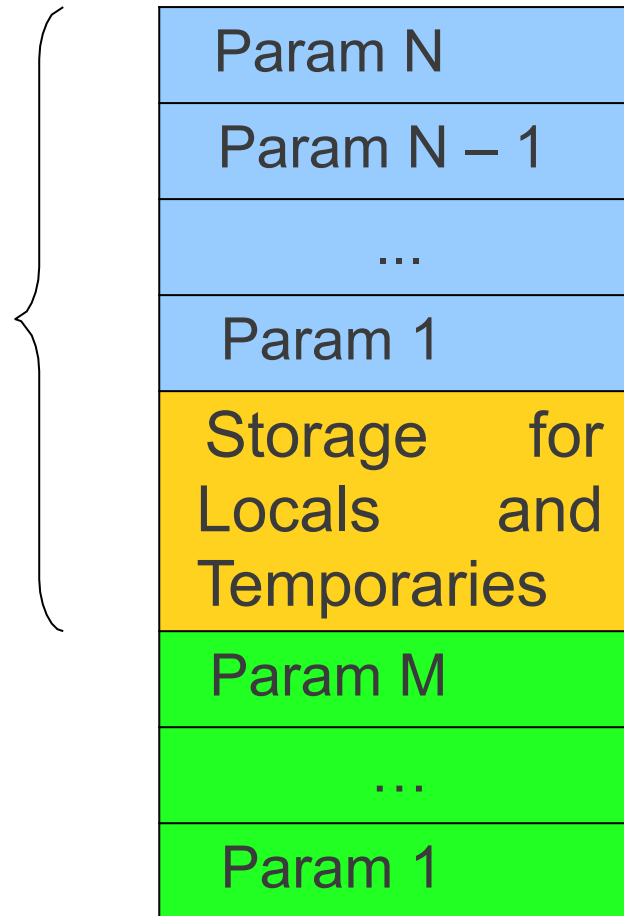 Param N
Param N – 1
...
Param 1
Storage for
Locals and
Temporaries
Param M
...
Param 1